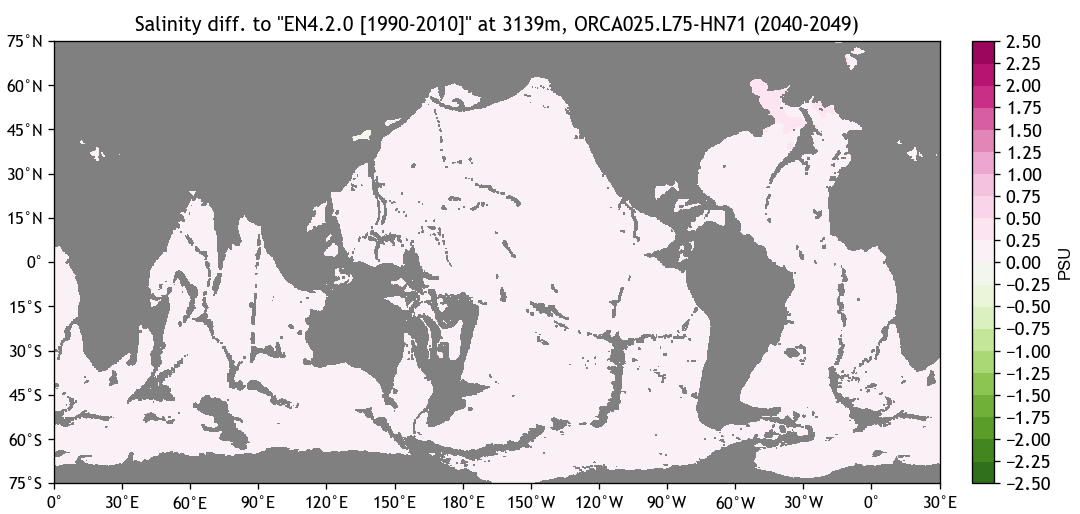 Salinity diff. to "EN4.2.0 [1990-2010]" at 3139m, ORCA025.L75-HN71 (2040-2049)
75°N
60°N
45°N
30°N
15°N
0°
15°S
30°S
45°S
60°S
75°S
0° 30°E 60°E 90°E 120°E 150°E 180°E 150°W 120°W 90°W 60°W 30°W 0° 30°E
2.50
2.25
2.00
1.75
1.50
1.25
1.00
0.75
0.50
0.25
0.00
−0.25
−0.50
−0.75
−1.00
−1.25
−1.50
−1.75
−2.00
−2.25
−2.50
PSU